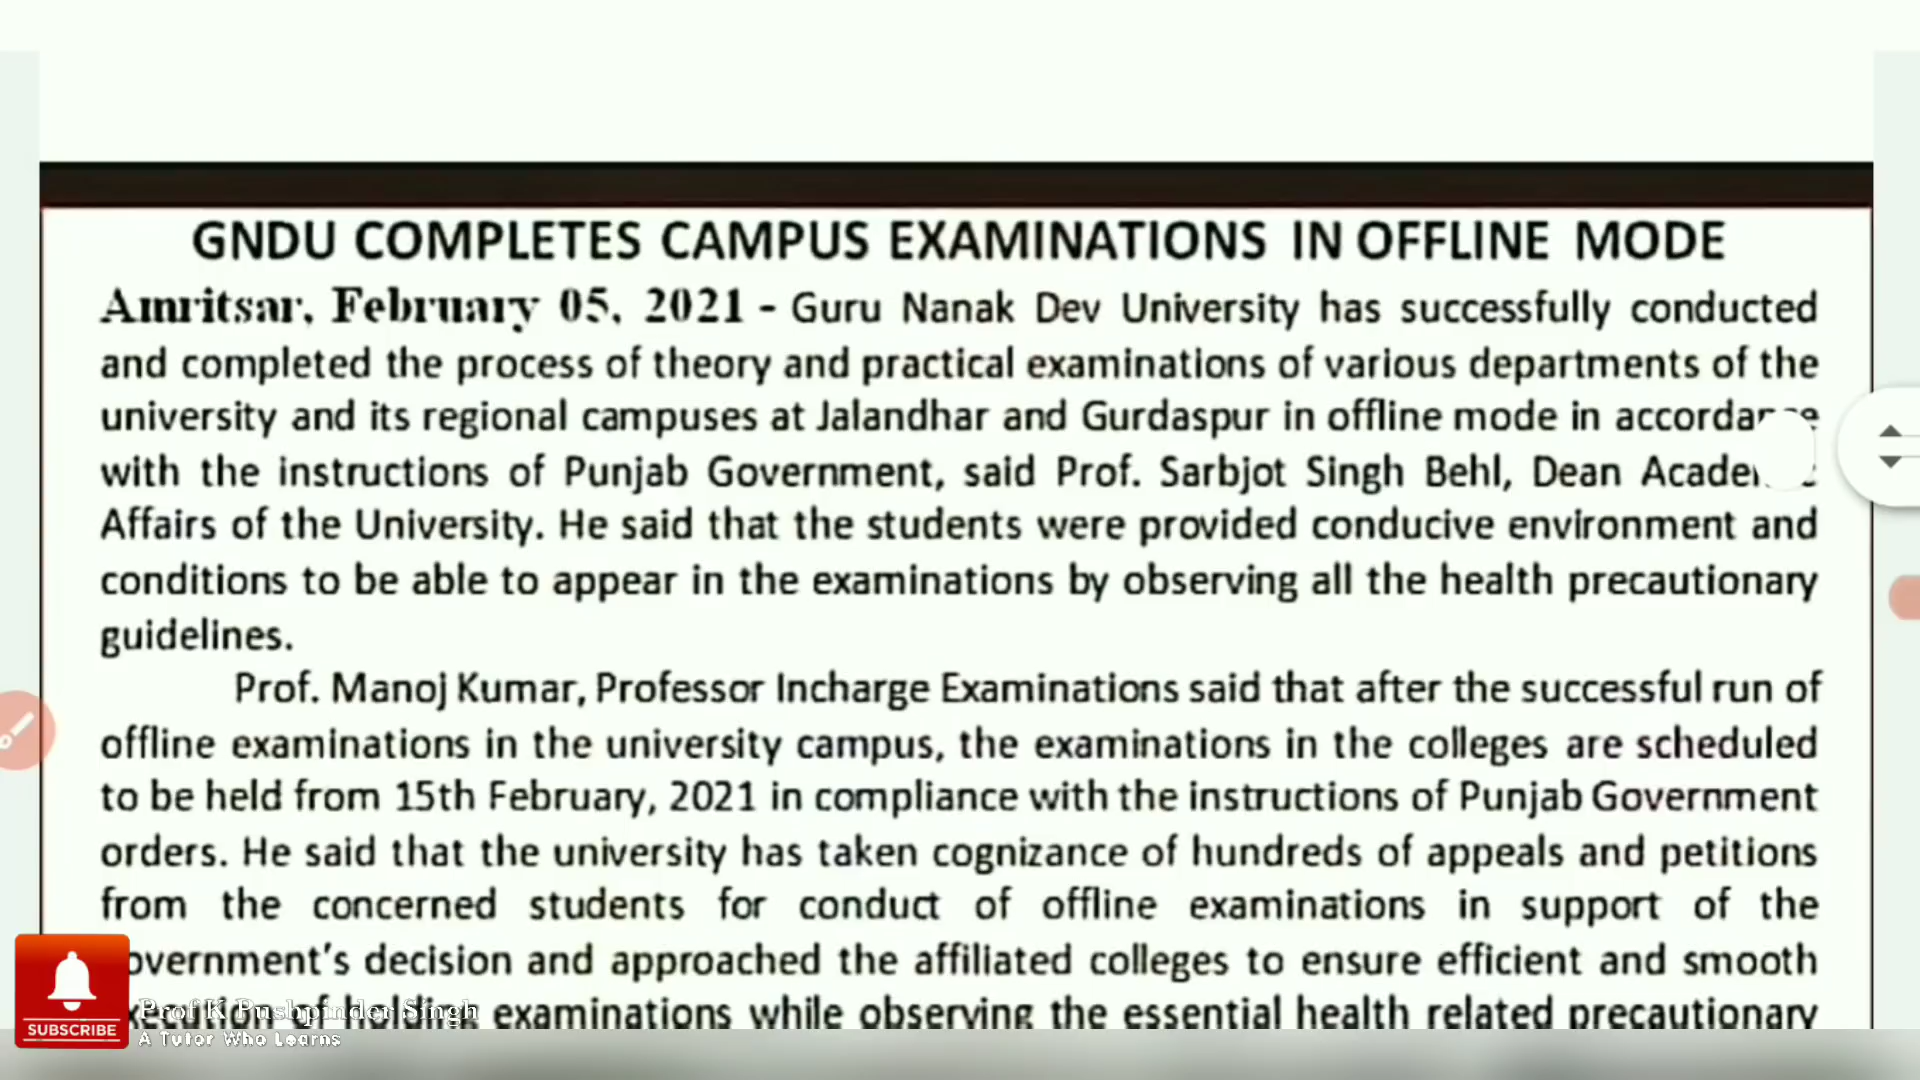 GNDU COMPLETES CAMPUS EXAMINATIONS IN OFFLINE MODE
Amritsar, February 05, 2021 - Guru Nanak Dev University has successfully conducted
and completed the process of theory and practical examinations of various departments of the
university and its regional campuses at Jalandhar and Gurdaspur in offline mode in accordance
with the instructions of Punjab Government, said Prof. Sarbjot Singh Behl, Dean Academic
Affairs of the University. He said that the students were provided conducive environment and
conditions to be able to appear in the examinations by observing all the health precautionary
guidelines.
Prof. Manoj Kumar, Professor Incharge Examinations said that after the successful run of
offline examinations in the university campus, the examinations in the colleges are scheduled
to be held from 15th February, 2021 in compliance with the instructions of Punjab Government
orders. He said that the university has taken cognizance of hundreds of appeals and petitions
from the concerned students for conduct of offline examinations in support of the
government's decision and approached the affiliated colleges to ensure efficient and smooth
execution of holding examinations while observing the essential health related precautionary
SUBSCRIBE
Prof K Pushpinder Singh
A Tutor Who Learns